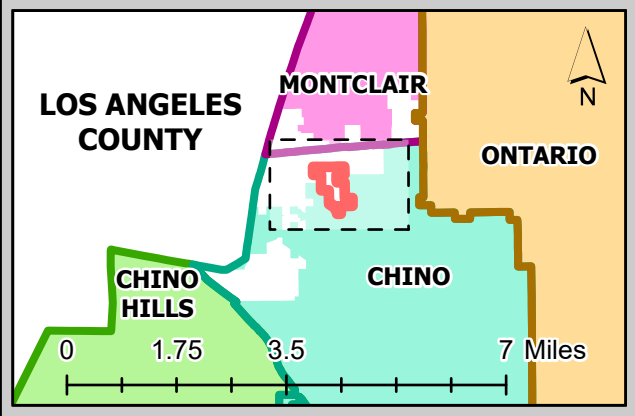 MONTCLAIR
LOS ANGELES
COUNTY
N
ONTARIO
CHINO
HILLS
CHINO
0 1.75 3.5 7 Miles